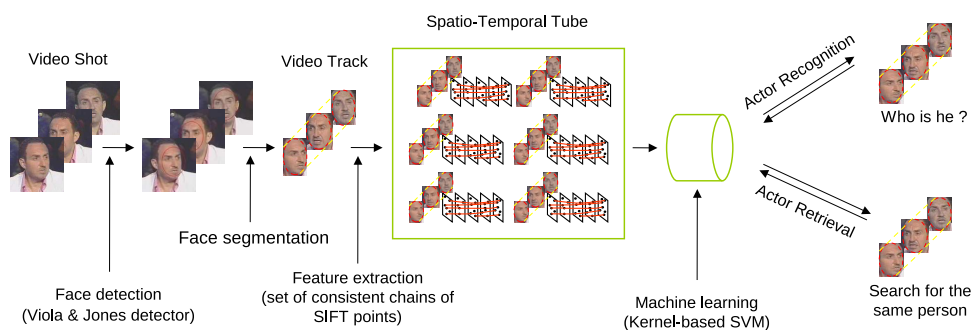 Spatio-Temporal Tube
Video Shot
Video Track
Actor Recognition
Who is he ?
Face segmentation
Actor Retrieval
Face detection
(Viola & Jones detector)
Feature extraction
(set of consistent chains of
SIFT points)
Machine learning
(Kernel-based SVM)
Search for the
same person